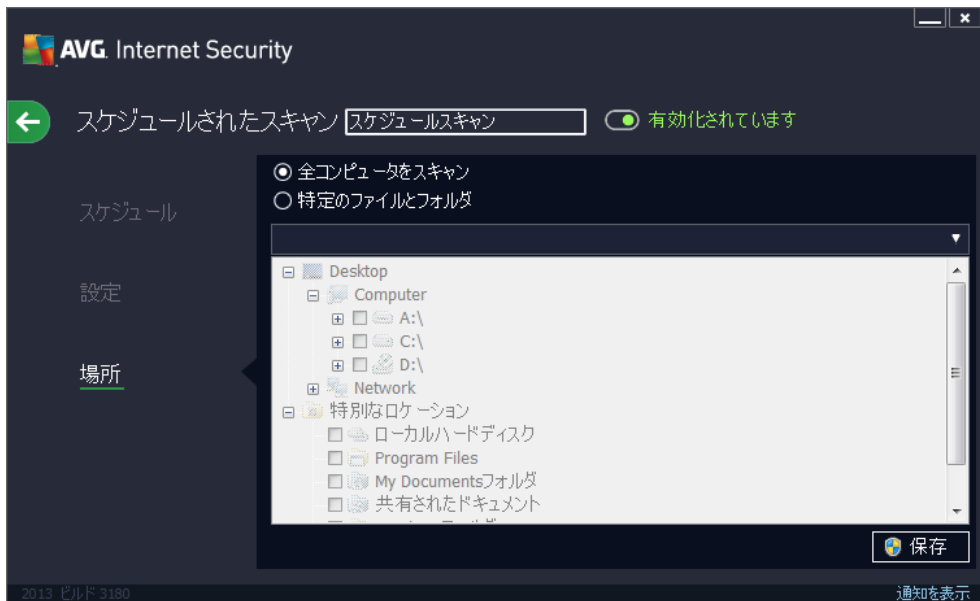 AVG. Internet Security
スケジュールされたスキャン スケジュールスキャン 有効化されています
全コンピュータをスキャン
特定のファイルとフォルダ
スケジュール
設定
場所
Desktop
Computer
A:\
C:\
D:\
Network
特別なロケーション
ローカルハードディスク
Program Files
My Documentsフォルダ
共有されたドキュメント
保存
2013 ビルド 3180
通知を表示